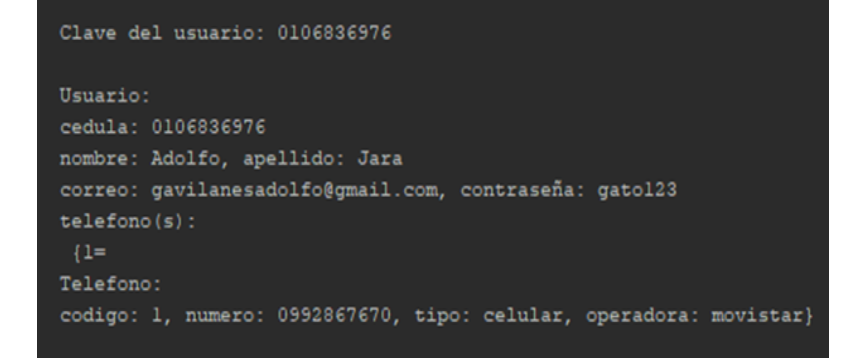 Clave del usuario: 0106836976
Usuario:
cedula: 0106836976
nombre: Adolfo, apellido: Jara
correo: gavilanesadolfo@gmail.com, contraseña: gato123
telefono(s):
{1=
Telefono:
codigo: 1, numero: 0992867670, tipo: celular, operadora: movistar}